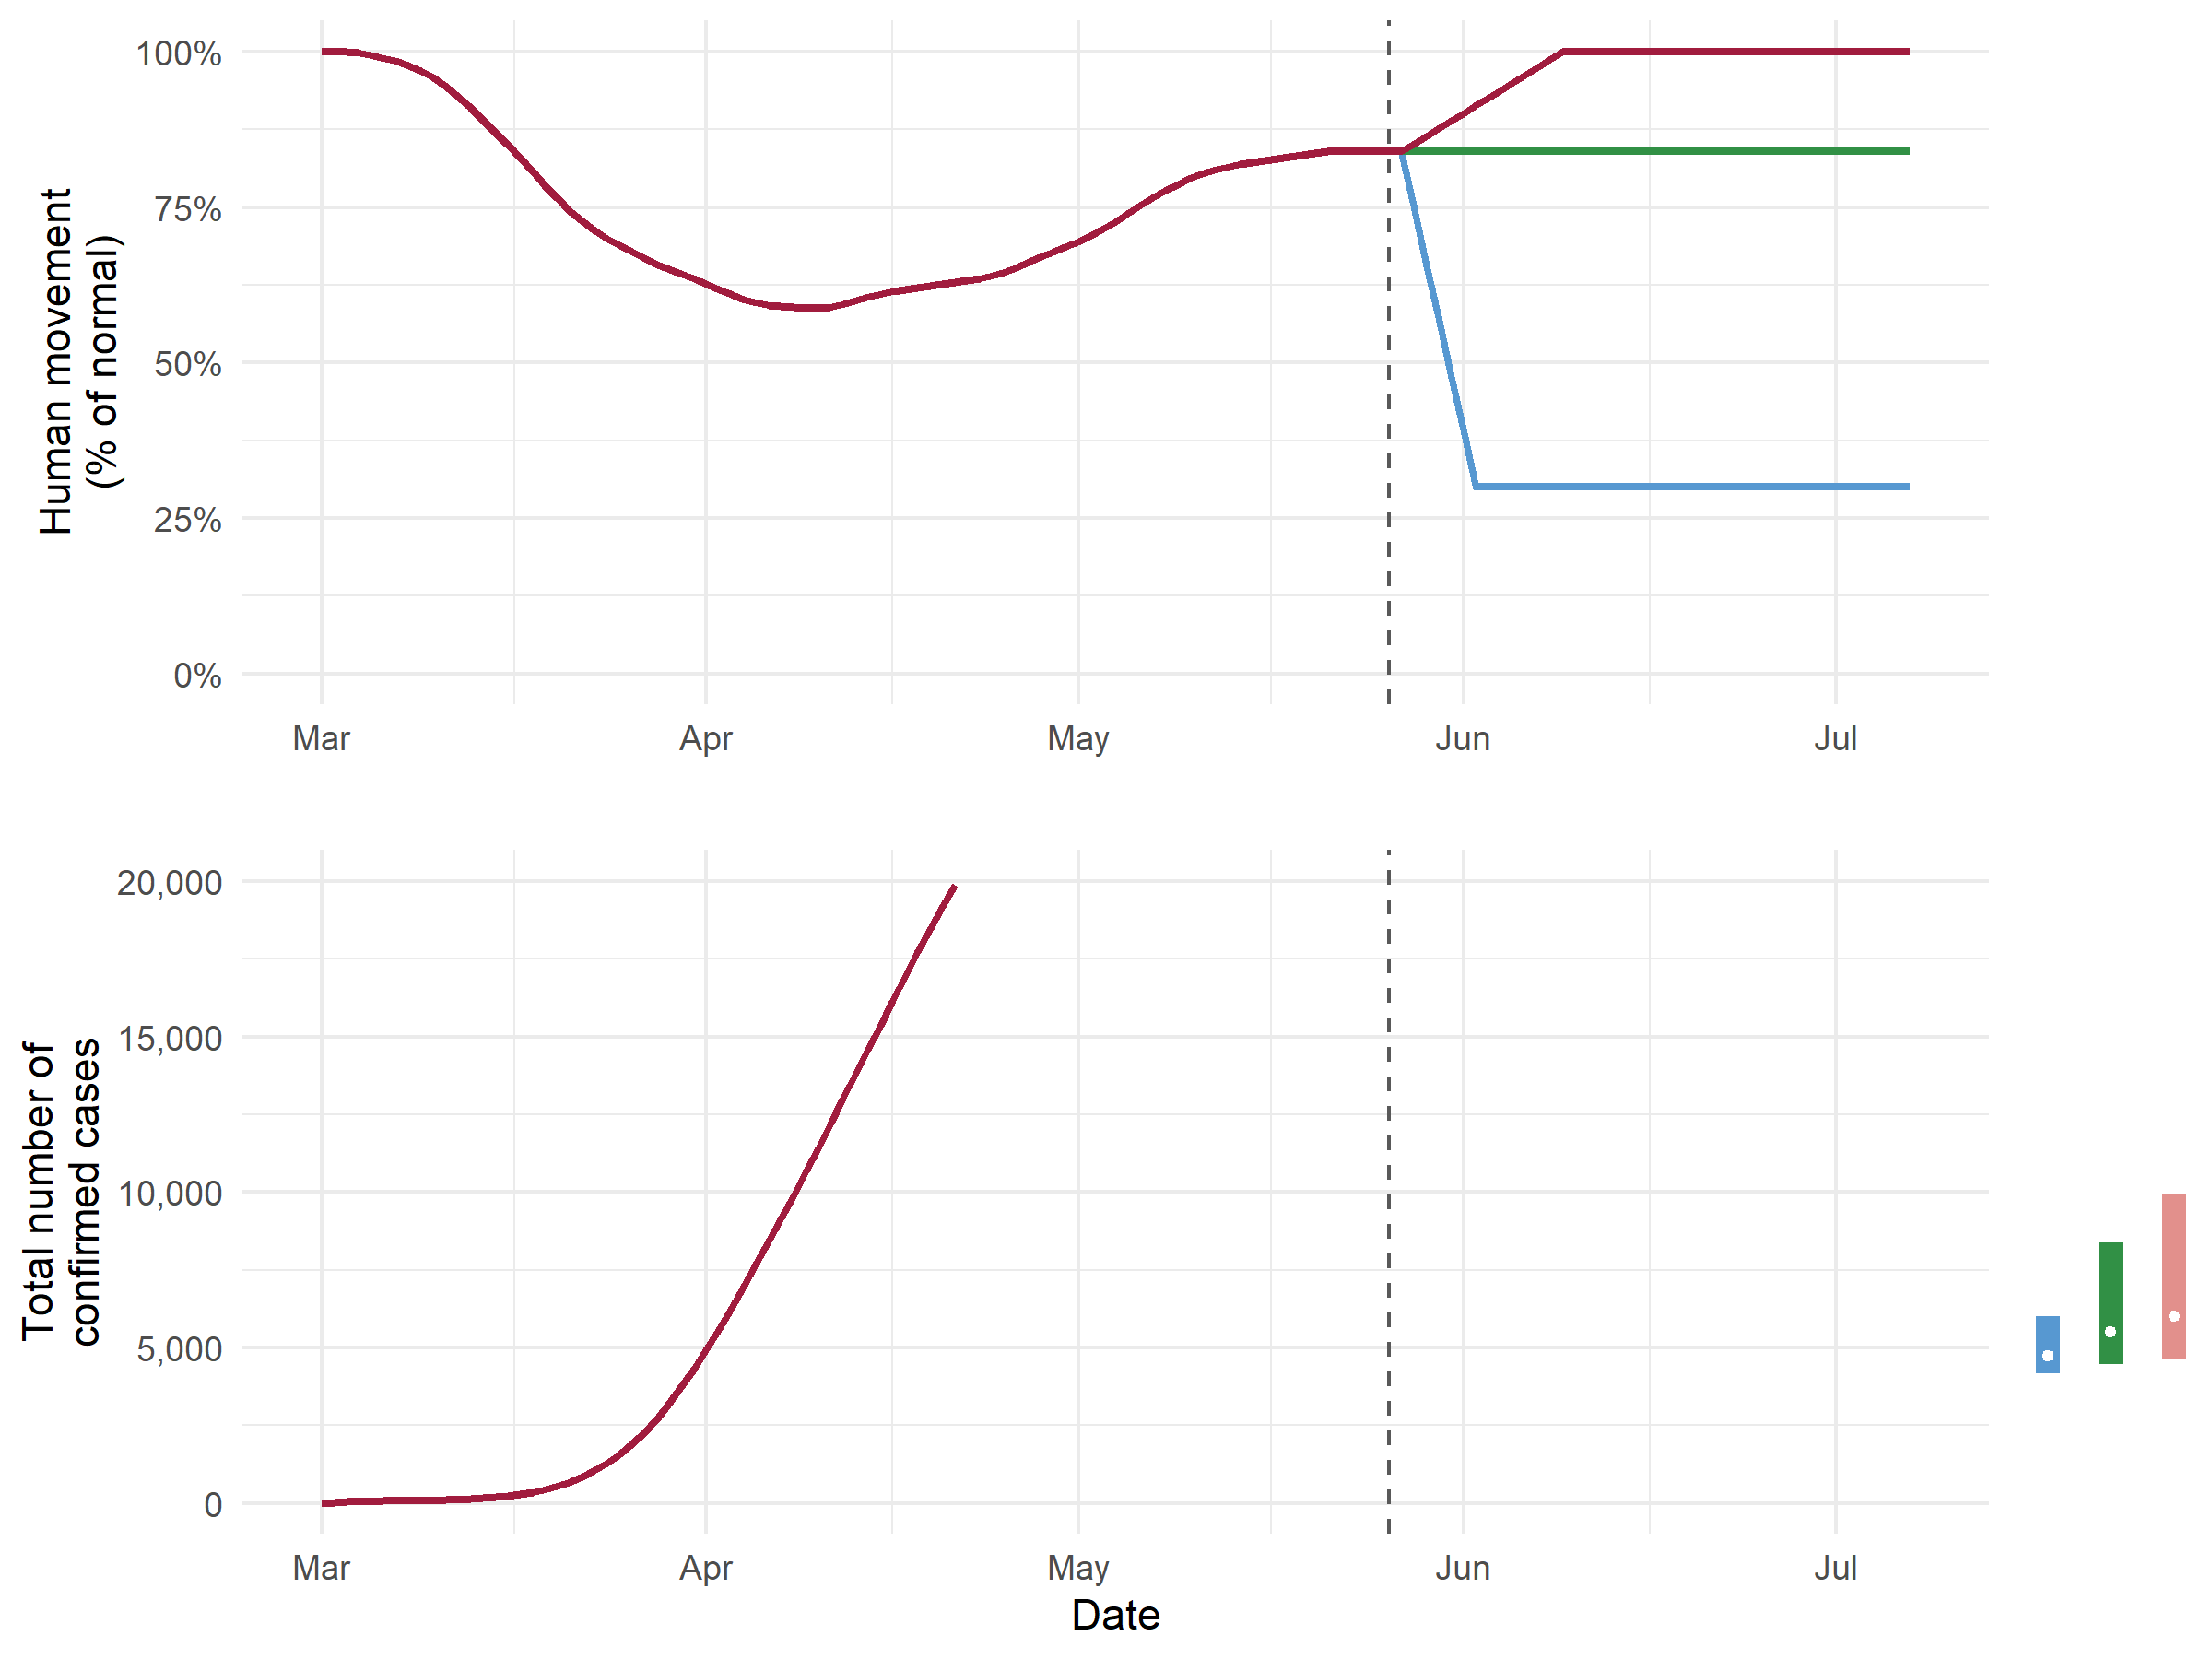 Human movement
(% of normal)
100%
75%
50%
25%
0%
Mar Apr May Jun Jul
Total number of
confirmed cases
20,000
15,000
10,000
5,000
0
Mar Apr May Jun Jul
Date